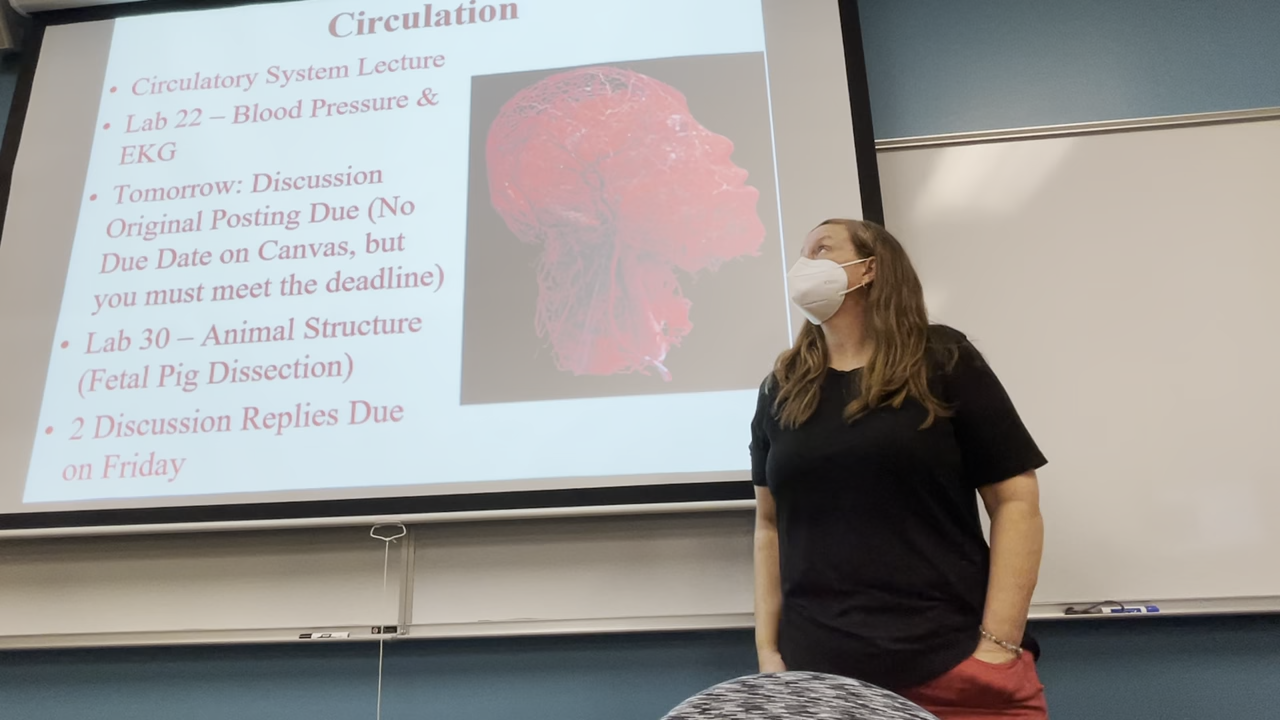 Circulation
• Circulatory System Lecture
• Lab 22 – Blood Pressure &
EKG
• Tomorrow: Discussion
Original Posting Due (No
Due Date on Canvas, but
you must meet the deadline)
• Lab 30 – Animal Structure
(Fetal Pig Dissection)
• 2 Discussion Replies Due
on Friday